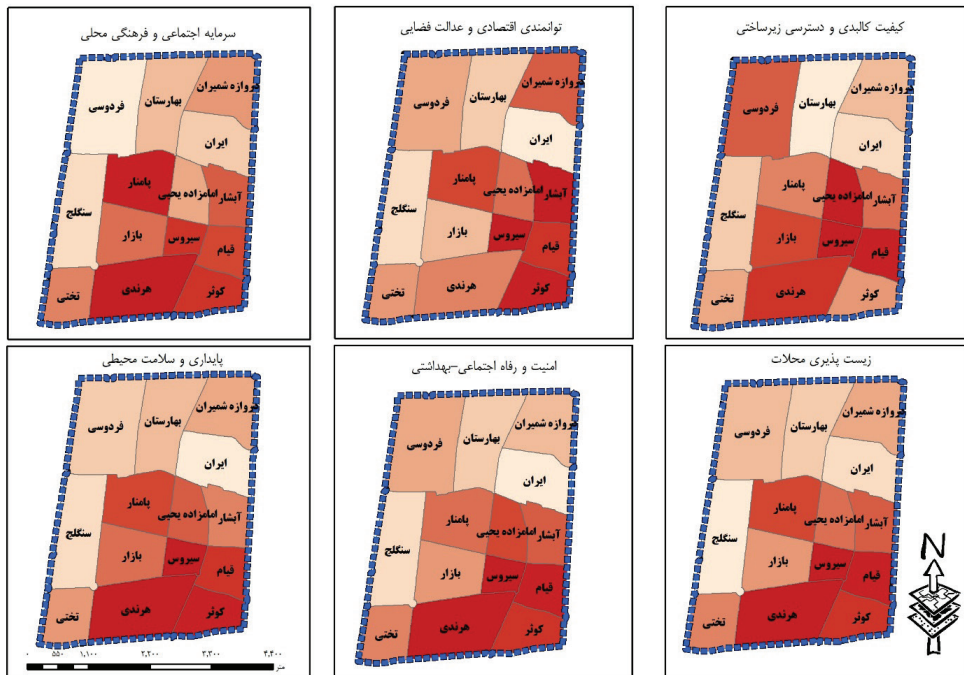 کیفیت کالبدی و دسترسی زیرساختی
دروازه شمیران
بهارستان
فردوسی
ایران
آبشار
امامزاده یحیی
پامنار
سنگلج
قیام
سیروس
بازار
کوثر
هرندی
تختی
توانمندی اقتصادی و عدالت فضایی
دروازه شمیران
بهارستان
فردوسی
ایران
آبشار
امامزاده یحیی
پامنار
سنگلج
قیام
سیروس
بازار
کوثر
هرندی
تختی
سرمایه اجتماعی و فرهنگی محلی
دروازه شمیران
بهارستان
فردوسی
ایران
آبشار
امامزاده یحیی
پامنار
سنگلج
قیام
سیروس
بازار
کوثر
هرندی
تختی
زیست پذیری محلات
دروازه شمیران
بهارستان
فردوسی
ایران
آبشار
امامزاده یحیی
پامنار
سنگلج
قیام
سیروس
بازار
کوثر
هرندی
تختی
N
امنیت و رفاه اجتماعی-بهداشتی
دروازه شمیران
بهارستان
فردوسی
ایران
آبشار
امامزاده یحیی
پامنار
سنگلج
قیام
سیروس
بازار
کوثر
هرندی
تختی
پایداری و سلامت محیطی
دروازه شمیران
بهارستان
فردوسی
ایران
آبشار
امامزاده یحیی
پامنار
سنگلج
قیام
سیروس
بازار
کوثر
هرندی
تختی
۰ ۵۵۰ ۱,۱۰۰ ۲,۲۰۰ ۳,۳۰۰ ۴,۴۰۰
متر